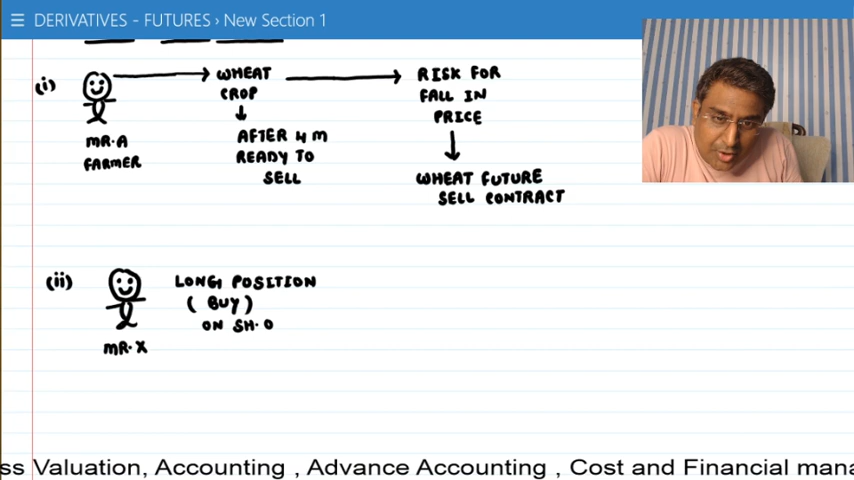 ☰ DERIVATIVES - FUTURES › New Section 1
(i)
MR.A
FARMER
WHEAT
CROP
AFTER 4 M
READY TO
SELL
RISK FOR
FALL IN
PRICE
WHEAT FUTURE
SELL CONTRACT
(ii)
MR.X
LONG POSITION
( BUY )
ON SH. O
ss Valuation, Accounting , Advance Accounting , Cost and Financial mana